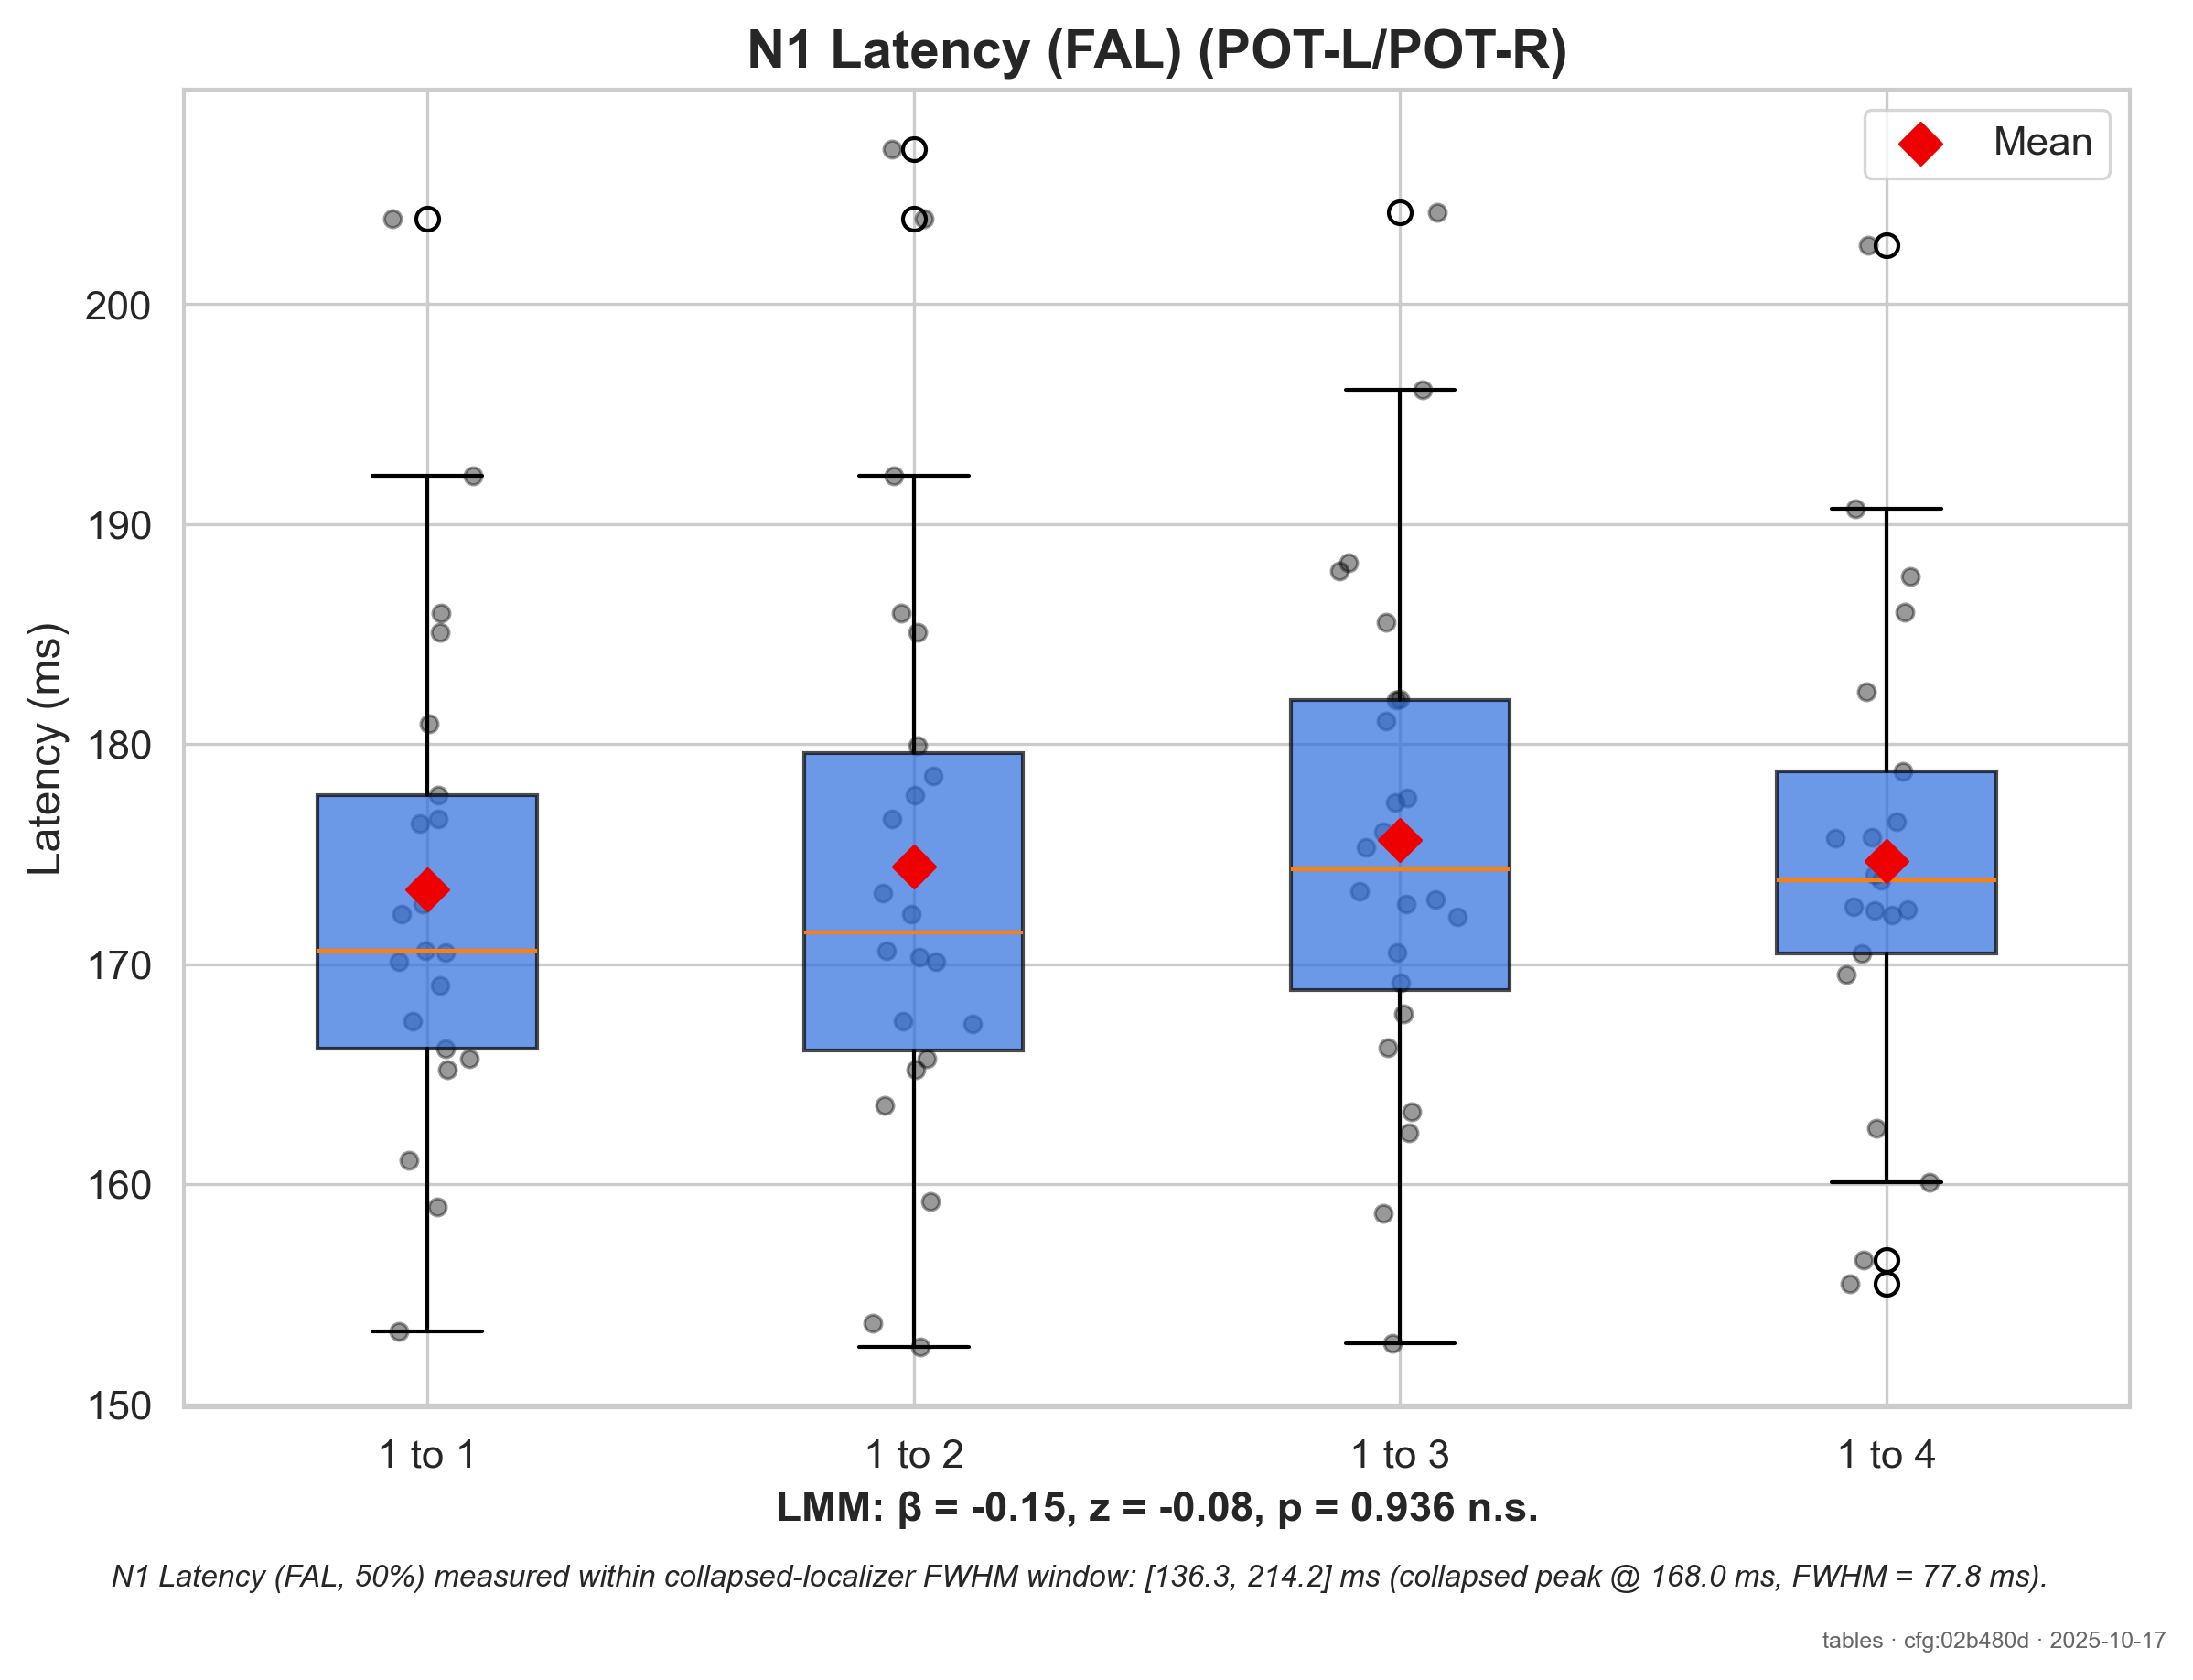 N1 Latency (FAL) (POT-L/POT-R)
Mean
Latency (ms)
200
190
180
170
160
150
1 to 1
1 to 2
1 to 3
1 to 4
LMM: β = -0.15, z = -0.08, p = 0.936 n.s.
N1 Latency (FAL, 50%) measured within collapsed-localizer FWHM window: [136.3, 214.2] ms (collapsed peak @ 168.0 ms, FWHM = 77.8 ms).
tables · cfg:02b480d · 2025-10-17